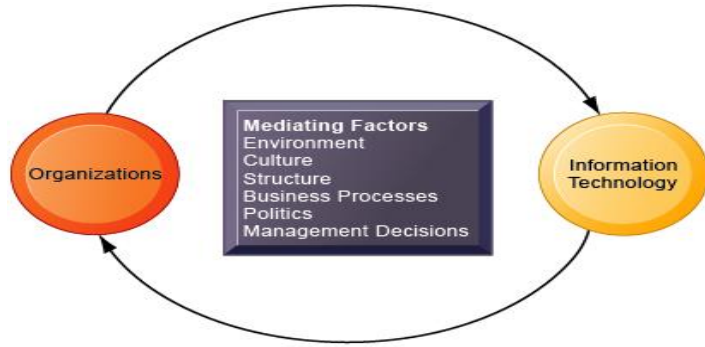 Organizations
Mediating Factors
Environment
Culture
Structure
Business Processes
Politics
Management Decisions
Information
Technology